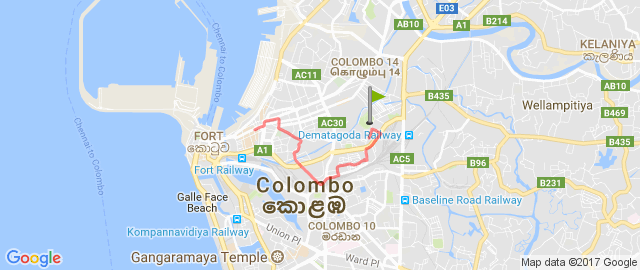 E03
AB10
B214
KELANIYA
කැලණිය
COLOMBO 14
கொழும்பு 14
AC11
Chennai to Colombo
Chennai to Colombo
AB10
B435
Wellampitiya
B469
AC30
B435
FORT
කොටුව
Dematagoda Railway
A1
AC5
B96
Fort Railway
B231
Colombo
කොළඹ
Galle Face
Beach
Baseline Road Railway
COLOMBO 10
මරදාන
Kompannavidiya Railway
Union Pl
Gangaramaya Temple
Ward Pl
Google
Map data ©2017 Google